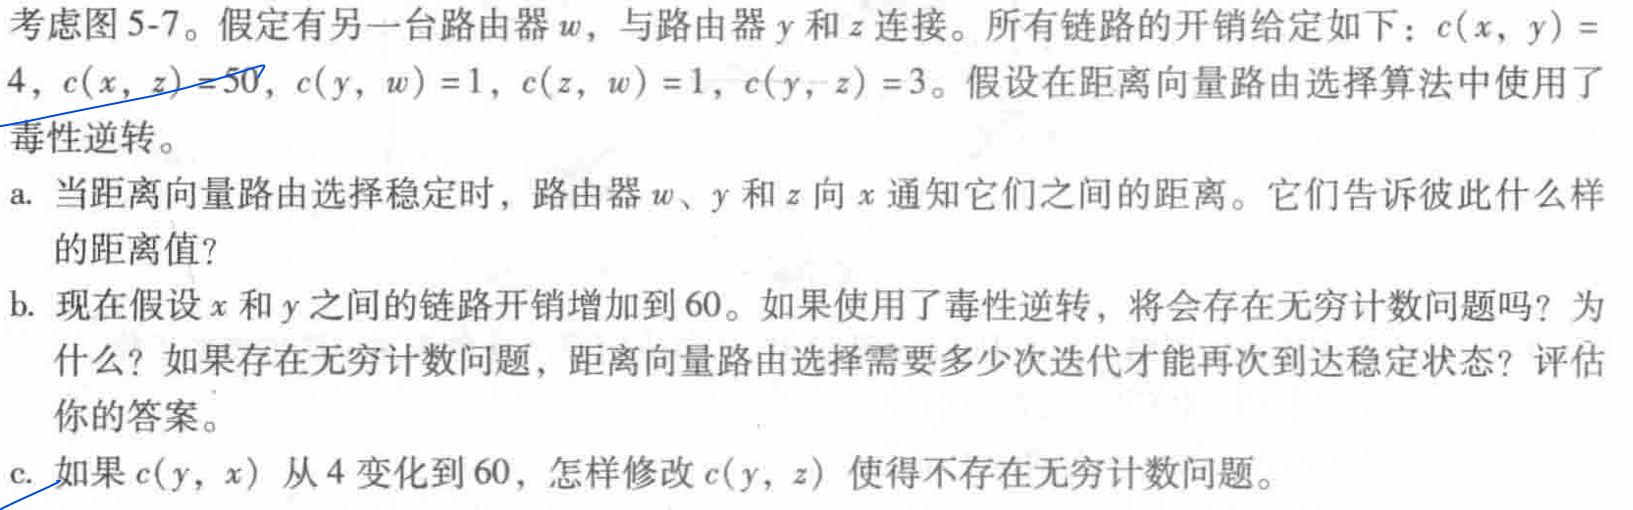 考虑图 5-7。假定有另一台路由器 w，与路由器 y 和 z 连接。所有链路的开销给定如下：c(x, y) =
4，c(x, z) = 50，c(y, w) = 1，c(z, w) = 1，c(y, z) = 3。假设在距离向量路由选择算法中使用了
毒性逆转。
a. 当距离向量路由选择稳定时，路由器 w、y 和 z 向 x 通知它们之间的距离。它们告诉彼此什么样
的距离值？
b. 现在假设 x 和 y 之间的链路开销增加到 60。如果使用了毒性逆转，将会存在无穷计数问题吗？为
什么？如果存在无穷计数问题，距离向量路由选择需要多少次迭代才能再次到达稳定状态？评估
你的答案。
c. 如果 c(y, x) 从 4 变化到 60，怎样修改 c(y, z) 使得不存在无穷计数问题。